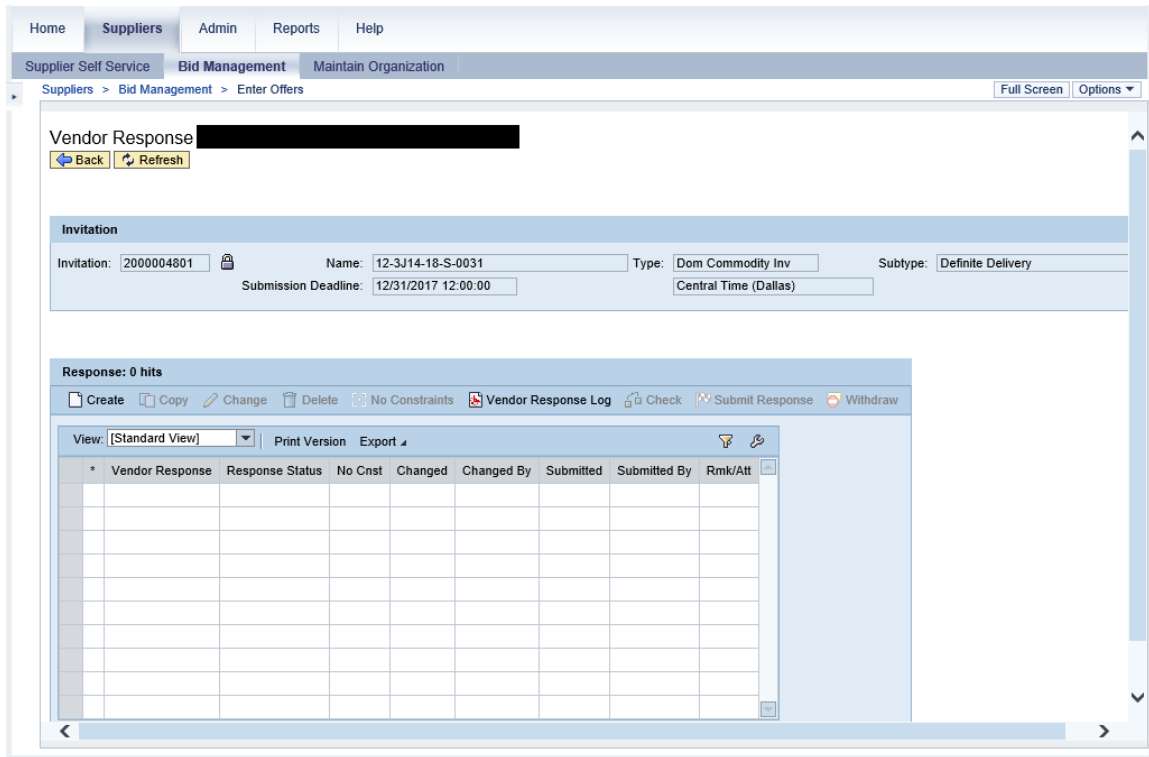 Home Suppliers Admin Reports Help
Supplier Self Service Bid Management Maintain Organization
Suppliers > Bid Management > Enter Offers Full Screen Options
Vendor Response
Back Refresh
Invitation
Invitation: 2000004801 Name: 12-3J14-18-S-0031 Type: Dom Commodity Inv Subtype: Definite Delivery
Submission Deadline: 12/31/2017 12:00:00 Central Time (Dallas)
Response: 0 hits
Create Copy Change Delete No Constraints Vendor Response Log Check Submit Response Withdraw
View: [Standard View] Print Version Export
* Vendor Response Response Status No Cnst Changed Changed By Submitted Submitted By Rmk/Att